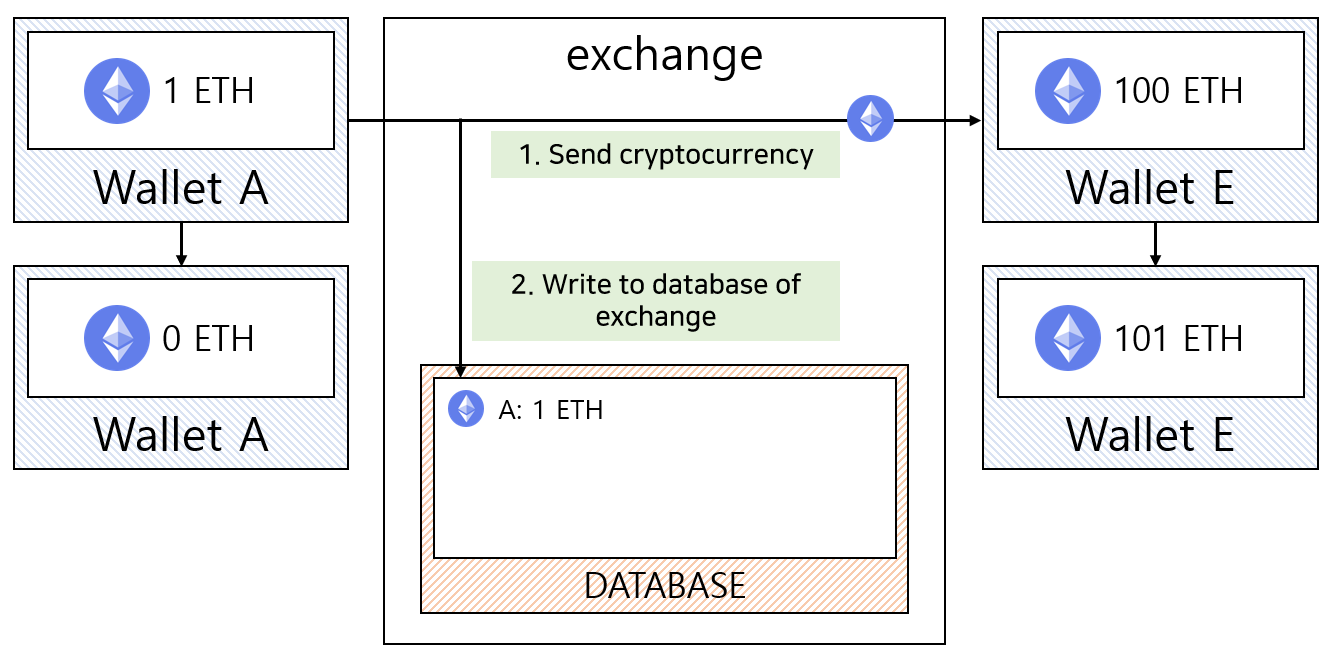 exchange
1 ETH
Wallet A
100 ETH
Wallet E
1. Send cryptocurrency
0 ETH
Wallet A
2. Write to database of
exchange
101 ETH
Wallet E
A: 1 ETH
DATABASE